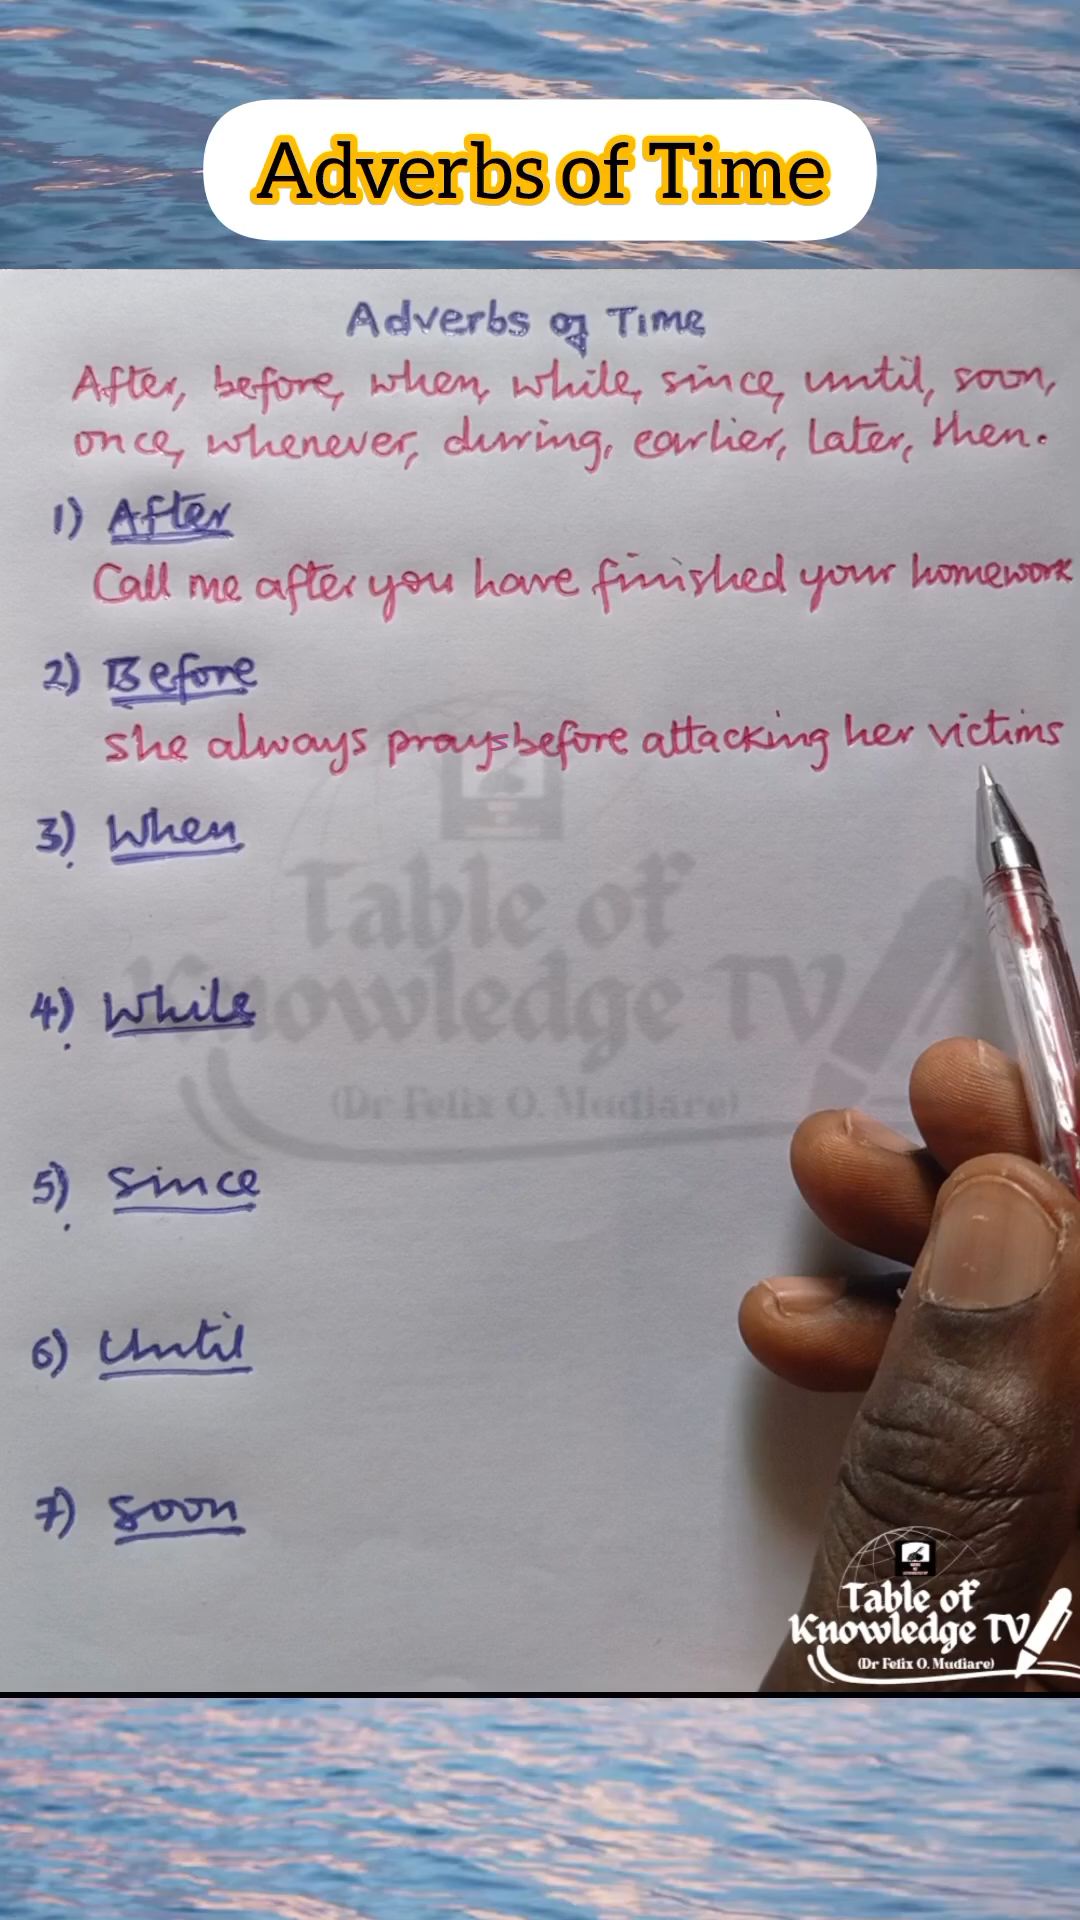 Adverbs of Time
Adverbs of Time
After, before, when, while, since, until, soon,
once, whenever, during, earlier, later, then.
1) After
Call me after you have finished your homework
2) Before
She always prays before attacking her victims
3) When
4) While
5) Since
6) Until
7) Soon
Table of
Knowledge TV
(Dr Felix O. Mudiare)
Table of
Knowledge TV
(Dr Felix O. Mudiare)